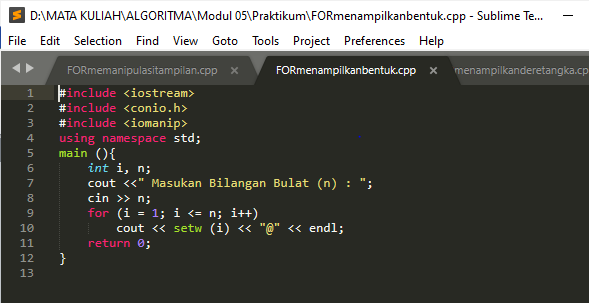 D:\MATA KULIAH\ALGORITMA\Modul 05\Praktikum\FORmenampilkanbentuk.cpp - Sublime Te...
File Edit Selection Find View Goto Tools Project Preferences Help
FORmemanipulasitampilan.cpp × FORmenampilkanbentuk.cpp × menampilkanderetangka.cp
1 #include <iostream>
2 #include <conio.h>
3 #include <iomanip>
4 using namespace std;
5 main (){
6 int i, n;
7 cout <<" Masukan Bilangan Bulat (n) : ";
8 cin >> n;
9 for (i = 1; i <= n; i++)
10 cout << setw (i) << "@" << endl;
11 return 0;
12 }
13